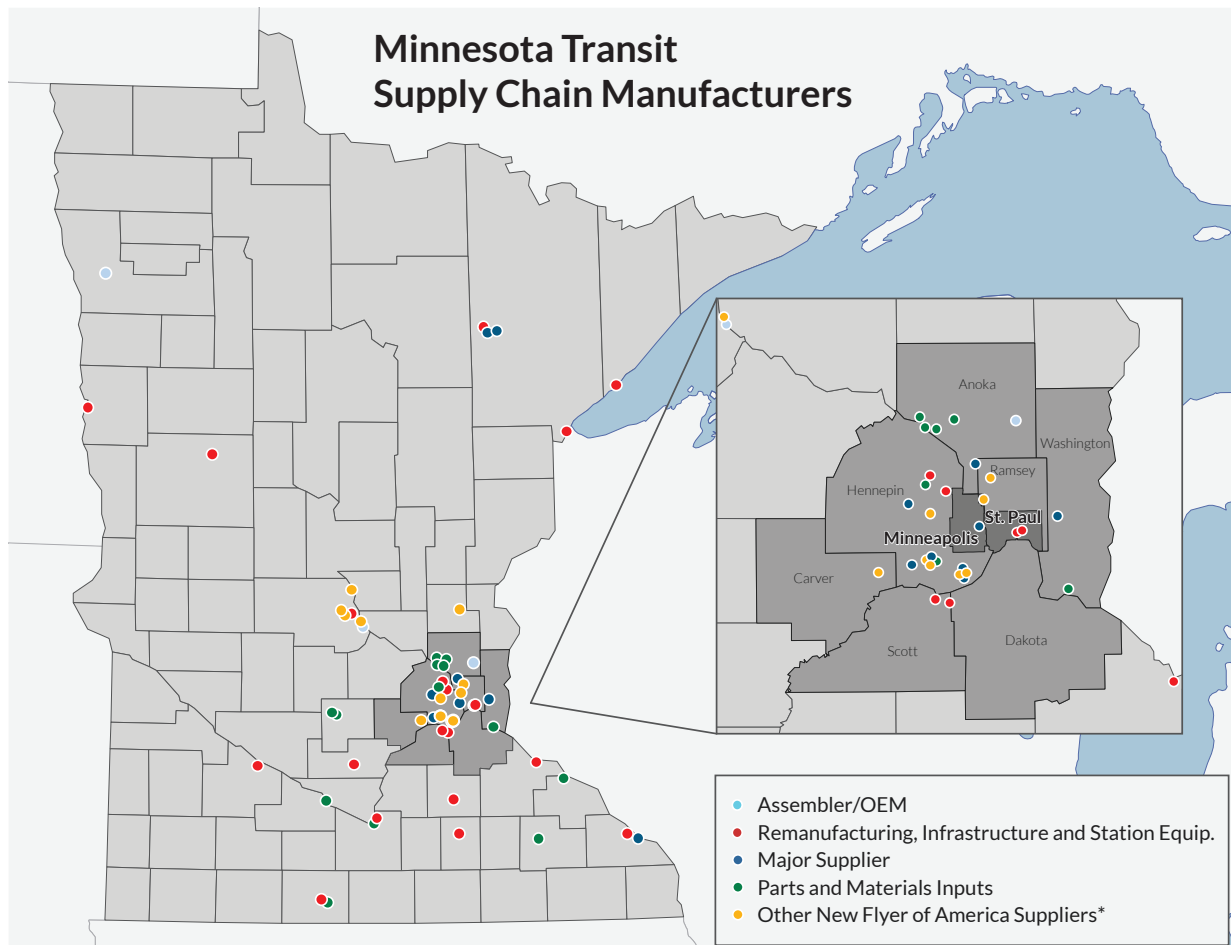 Minnesota Transit
Supply Chain Manufacturers
Anoka
Washington
Ramsey
Hennepin
St. Paul
Minneapolis
Carver
Dakota
Scott
Assembler/OEM
Remanufacturing, Infrastructure and Station Equip.
Major Supplier
Parts and Materials Inputs
Other New Flyer of America Suppliers*